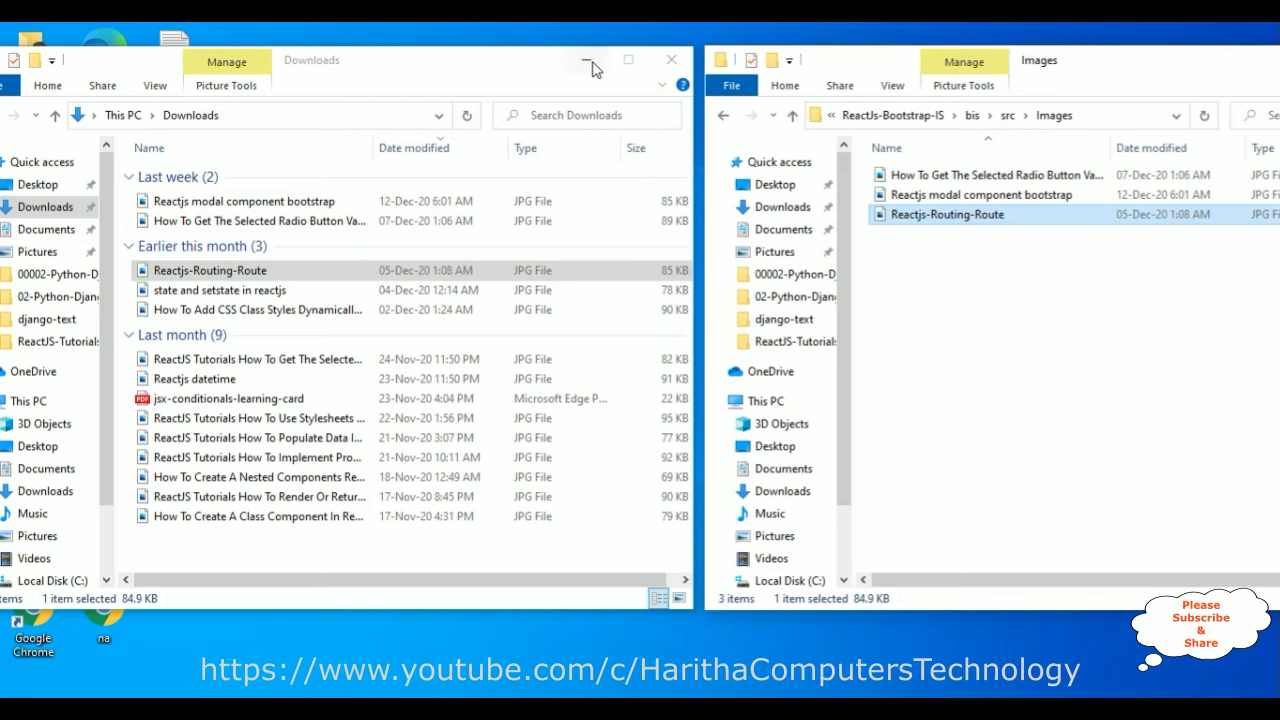 Manage
Downloads
Home
Share
View
Picture Tools
This PC > Downloads
Search Downloads
Name
Date modified
Type
Size
Quick access
Desktop
Downloads
Documents
Pictures
00002-Python-D
02-Python-Djan
django-text
ReactJS-Tutorials
OneDrive
This PC
3D Objects
Desktop
Documents
Downloads
Music
Pictures
Videos
Local Disk (C:)
Last week (2)
Reactjs modal component bootstrap 12-Dec-20 6:01 AM JPG File 85 KB
How To Get The Selected Radio Button Va... 07-Dec-20 1:06 AM JPG File 89 KB
Earlier this month (3)
Reactjs-Routing-Route 05-Dec-20 1:08 AM JPG File 85 KB
state and setstate in reactjs 04-Dec-20 12:14 AM JPG File 78 KB
How To Add CSS Class Styles Dynamicall... 02-Dec-20 1:24 AM JPG File 90 KB
Last month (9)
ReactJS Tutorials How To Get The Selecte... 24-Nov-20 11:50 PM JPG File 82 KB
Reactjs datetime 23-Nov-20 11:50 PM JPG File 91 KB
jsx-conditionals-learning-card 23-Nov-20 4:04 PM Microsoft Edge P... 22 KB
ReactJS Tutorials How To Use Stylesheets ... 22-Nov-20 1:56 PM JPG File 95 KB
ReactJS Tutorials How To Populate Data I... 21-Nov-20 3:07 PM JPG File 77 KB
ReactJS Tutorials How To Implement Pro... 21-Nov-20 10:11 AM JPG File 92 KB
How To Create A Nested Components Re... 18-Nov-20 12:49 AM JPG File 69 KB
ReactJS Tutorials How To Render Or Retur... 17-Nov-20 8:45 PM JPG File 90 KB
How To Create A Class Component In Re... 17-Nov-20 4:31 PM JPG File 79 KB
items 1 item selected 84.9 KB
Manage
Images
File
Home
Share
View
Picture Tools
« ReactJs-Bootstrap-IS > bis > src > Images
Se
Name
Date modified
Type
Quick access
Desktop
Downloads
Documents
Pictures
00002-Python-D
02-Python-Djan
django-text
ReactJS-Tutorials
OneDrive
This PC
3D Objects
Desktop
Documents
Downloads
Music
Pictures
Videos
Local Disk (C:)
How To Get The Selected Radio Button Va... 07-Dec-20 1:06 AM JPG Fi
Reactjs modal component bootstrap 12-Dec-20 6:01 AM JPG Fi
Reactjs-Routing-Route 05-Dec-20 1:08 AM JPG Fi
3 items 1 item selected 84.9 KB
Google
Chrome
na
Please
Subscribe
&
Share
https://www.youtube.com/c/HarithaComputersTechnology